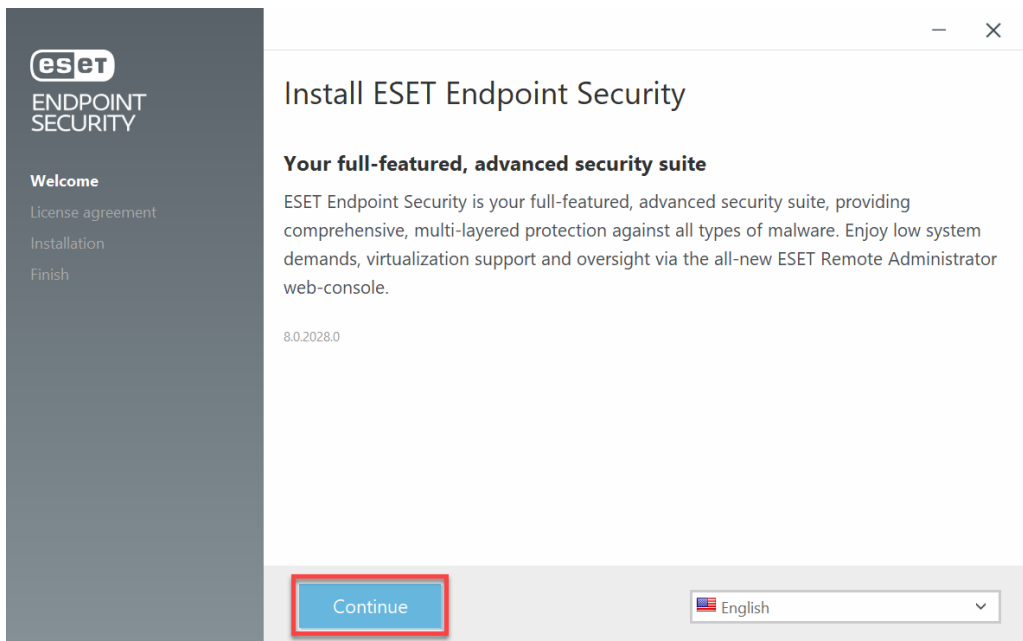 eset
ENDPOINT
SECURITY
Welcome
License agreement
Installation
Finish
Install ESET Endpoint Security
Your full-featured, advanced security suite
ESET Endpoint Security is your full-featured, advanced security suite, providing
comprehensive, multi-layered protection against all types of malware. Enjoy low system
demands, virtualization support and oversight via the all-new ESET Remote Administrator
web-console.
8.0.2028.0
Continue
English